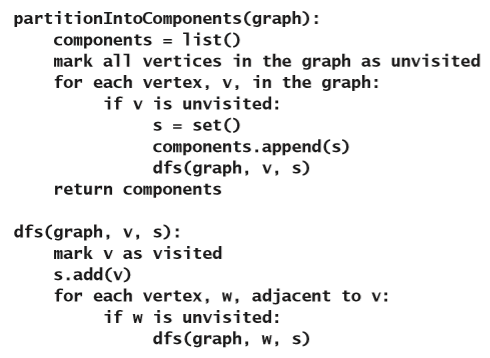 partitionIntoComponents(graph):
    components = list()
    mark all vertices in the graph as unvisited
    for each vertex, v, in the graph:
        if v is unvisited:
            s = set()
            components.append(s)
            dfs(graph, v, s)
    return components

dfs(graph, v, s):
    mark v as visited
    s.add(v)
    for each vertex, w, adjacent to v:
        if w is unvisited:
            dfs(graph, w, s)